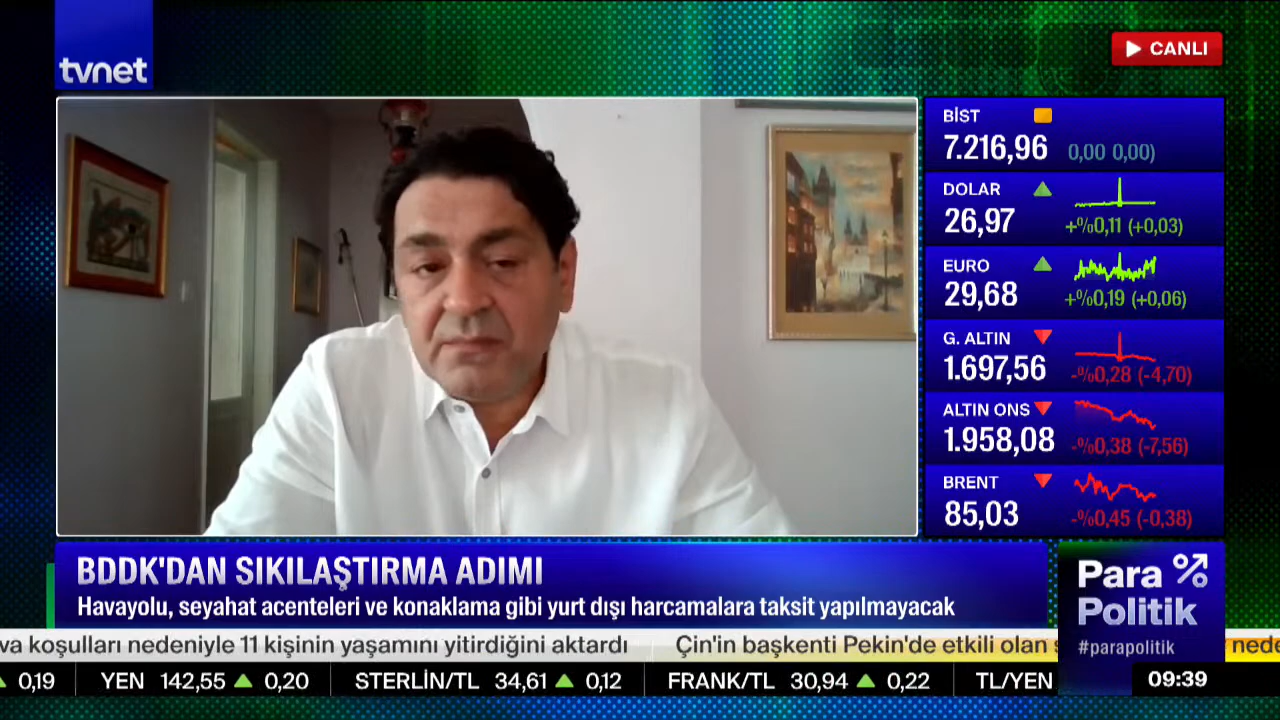 tvnet
CANLI
BİST
7.216,96 0,00 0,00)
DOLAR
26,97 +%0,11 (+0,03)
EURO
29,68 +%0,19 (+0,06)
G. ALTIN
1.697,56 -%0,28 (-4,70)
ALTIN ONS
1.958,08 -%0,38 (-7,56)
BRENT
85,03 -%0,45 (-0,38)
BDDK'DAN SIKILAŞTIRMA ADIMI
Havayolu, seyahat acenteleri ve konaklama gibi yurt dışı harcamalara taksit yapılmayacak
Para %
Politik
#parapolitik
va koşulları nedeniyle 11 kişinin yaşamını yitirdiğini aktardı Çin'in başkenti Pekin'de etkili olan s nede
0,19 YEN 142,55 0,20 STERLİN/TL 34,61 0,12 FRANK/TL 30,94 0,22 TL/YEN 09:39